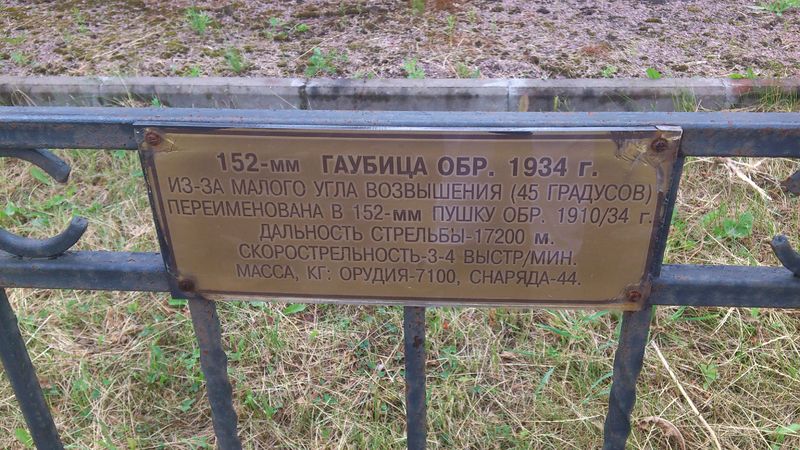 152-мм ГАУБИЦА ОБР. 1934 г.
ИЗ-ЗА МАЛОГО УГЛА ВОЗВЫШЕНИЯ (45 ГРАДУСОВ)
ПЕРЕИМЕНОВАНА В 152-мм ПУШКУ ОБР. 1910/34 г.
ДАЛЬНОСТЬ СТРЕЛЬБЫ-17200 м.
СКОРОСТРЕЛЬНОСТЬ-3-4 ВЫСТР/МИН.
МАССА, КГ: ОРУДИЯ-7100, СНАРЯДА-44.